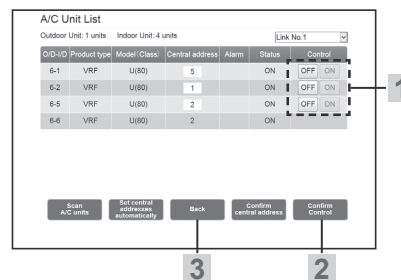 A/C Unit List
Outdoor Unit: 1 units Indoor Unit: 4 units Link No.1
O/D-I/D Product type Model(Class) Central address Alarm Status Control
6-1 VRF U(80) 5 ON OFF ON
6-2 VRF U(80) 1 ON OFF ON
6-5 VRF U(80) 2 ON OFF ON
6-6 VRF U(80) 2 ON
1
Scan
A/C units
Set central
addresses
automatically
Back
Confirm
central address
Confirm
Control
3 2